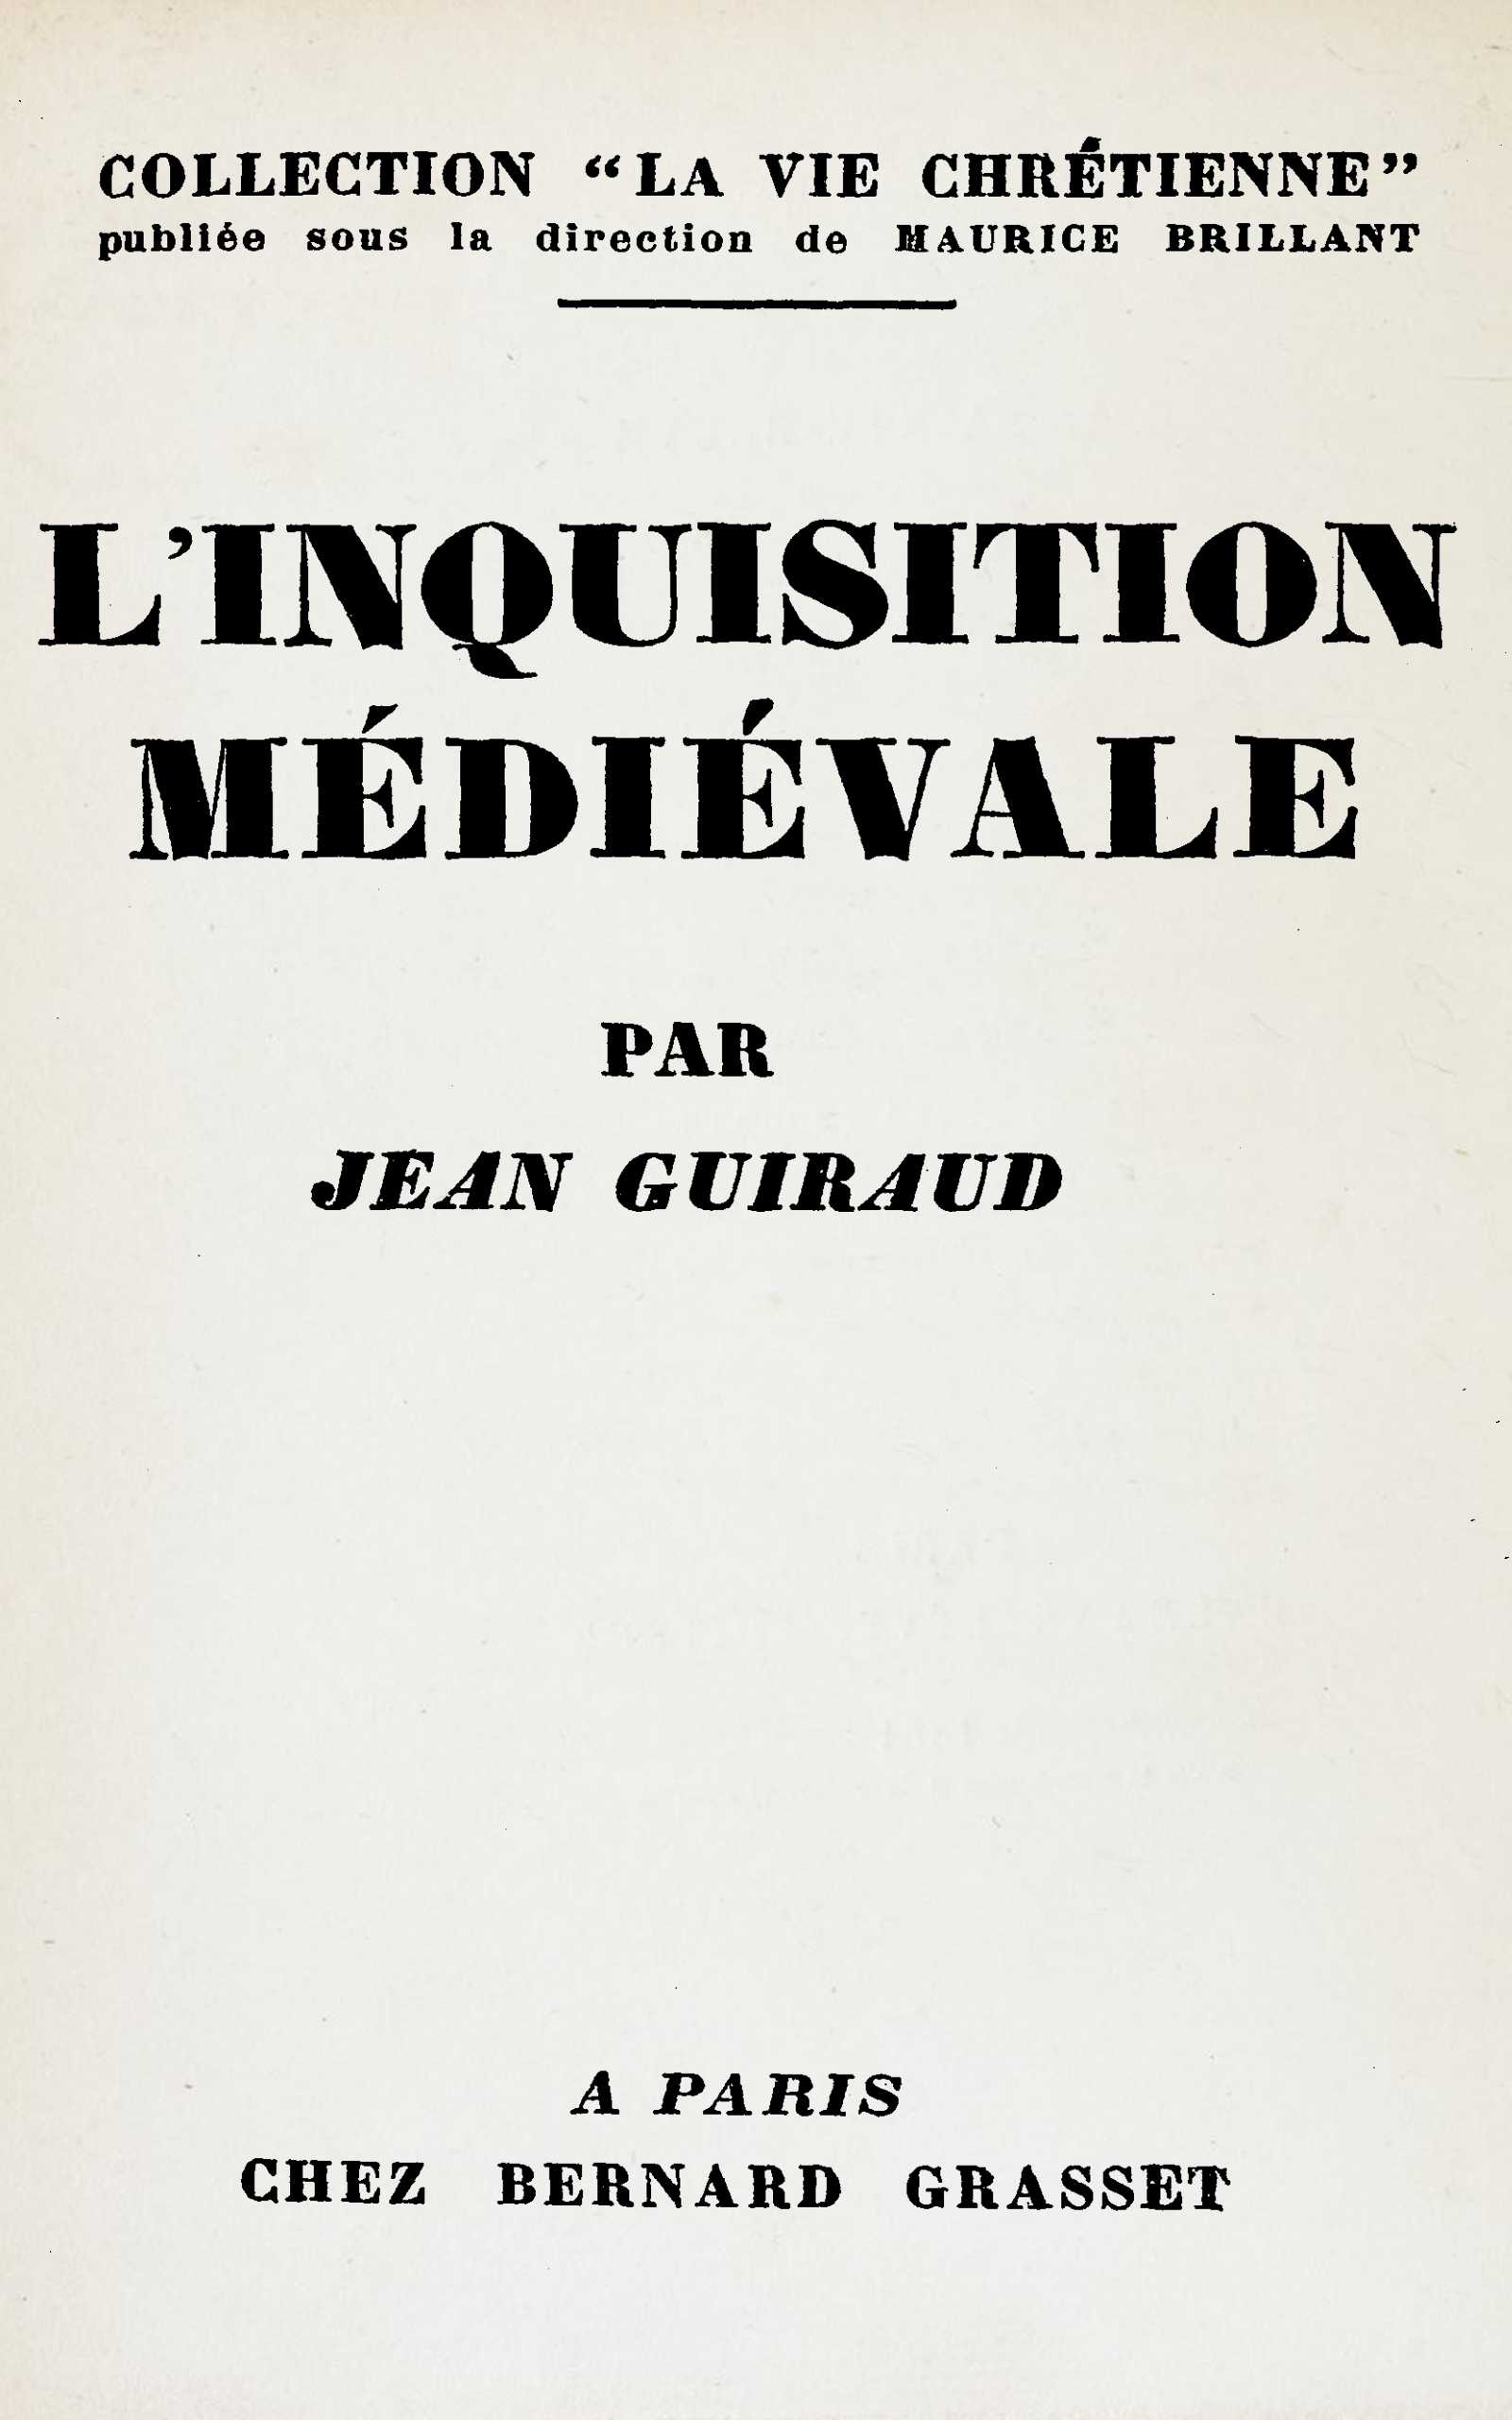 COLLECTION “LA VIE CHRÉTIENNE”
publiée sous la direction de MAURICE BRILLANT
L'INQUISITION
MÉDIÉVALE
PAR
JEAN GUIRAUD
A PARIS
CHEZ BERNARD GRASSET